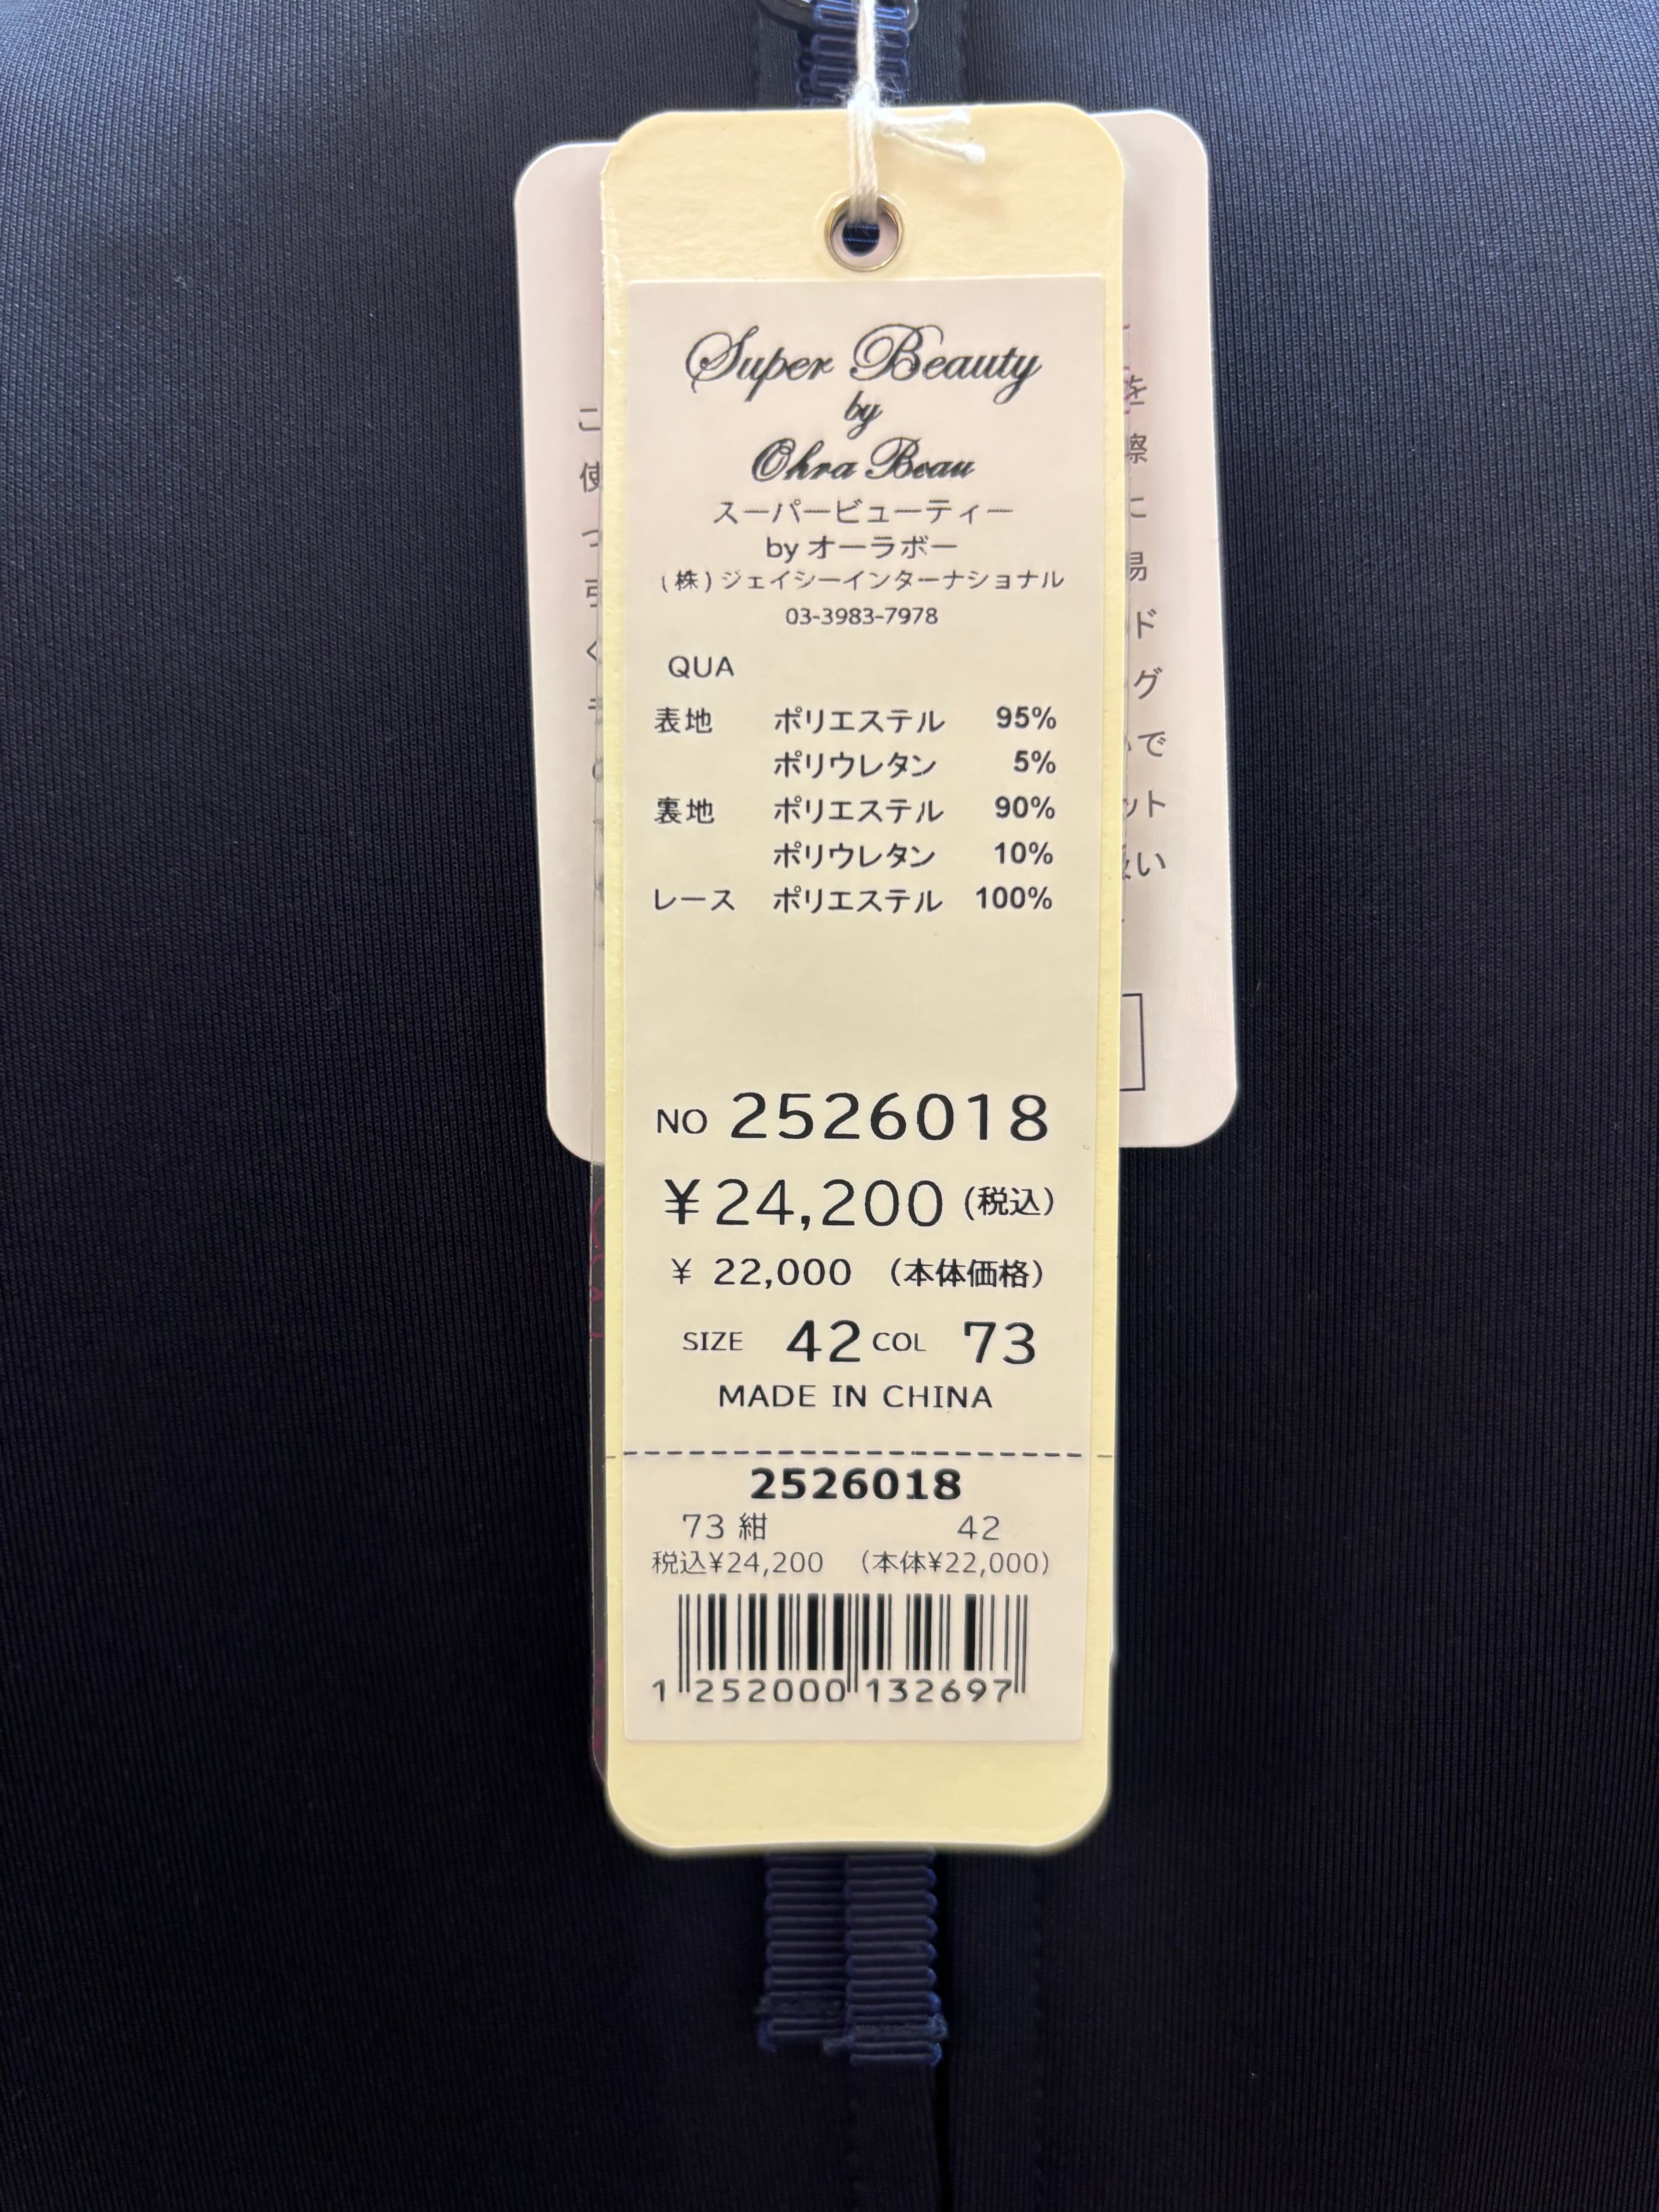 Super Beauty
by
Ohra Beau
スーパービューティー
by オーラボー
(株)ジェイシーインターナショナル
03-3983-7978
QUA
表地 ポリエステル 95%
ポリウレタン 5%
裏地 ポリエステル 90%
ポリウレタン 10%
レース ポリエステル 100%
NO 2526018
¥24,200 (税込)
¥ 22,000 (本体価格)
SIZE 42 COL 73
MADE IN CHINA
2526018
73 紺 42
税込¥24,200 (本体¥22,000)
1 252000 132697